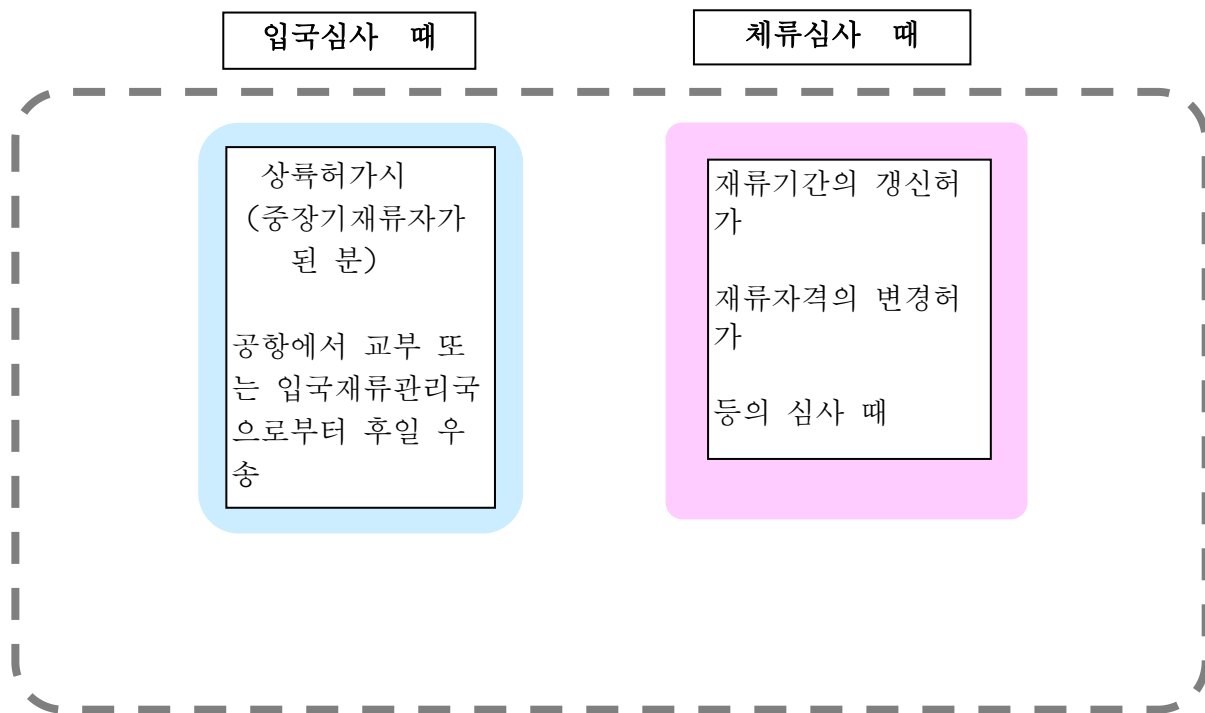 입국심사 때
체류심사 때
상륙허가시
(중장기재류자가
된 분)
공항에서 교부 또
는 입국재류관리국
으로부터 후일 우
송
재류기간의 갱신허
가
재류자격의 변경허
가
등의 심사 때